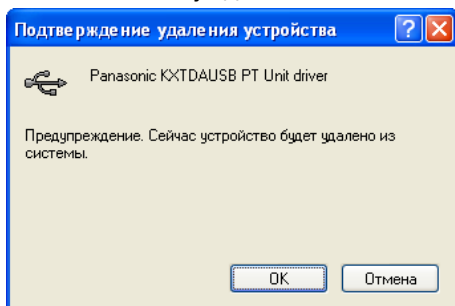 Подтверждение удаления устройства
Panasonic KXTDAUSB PT Unit driver
Предупреждение. Сейчас устройство будет удалено из
системы.
OK
Отмена